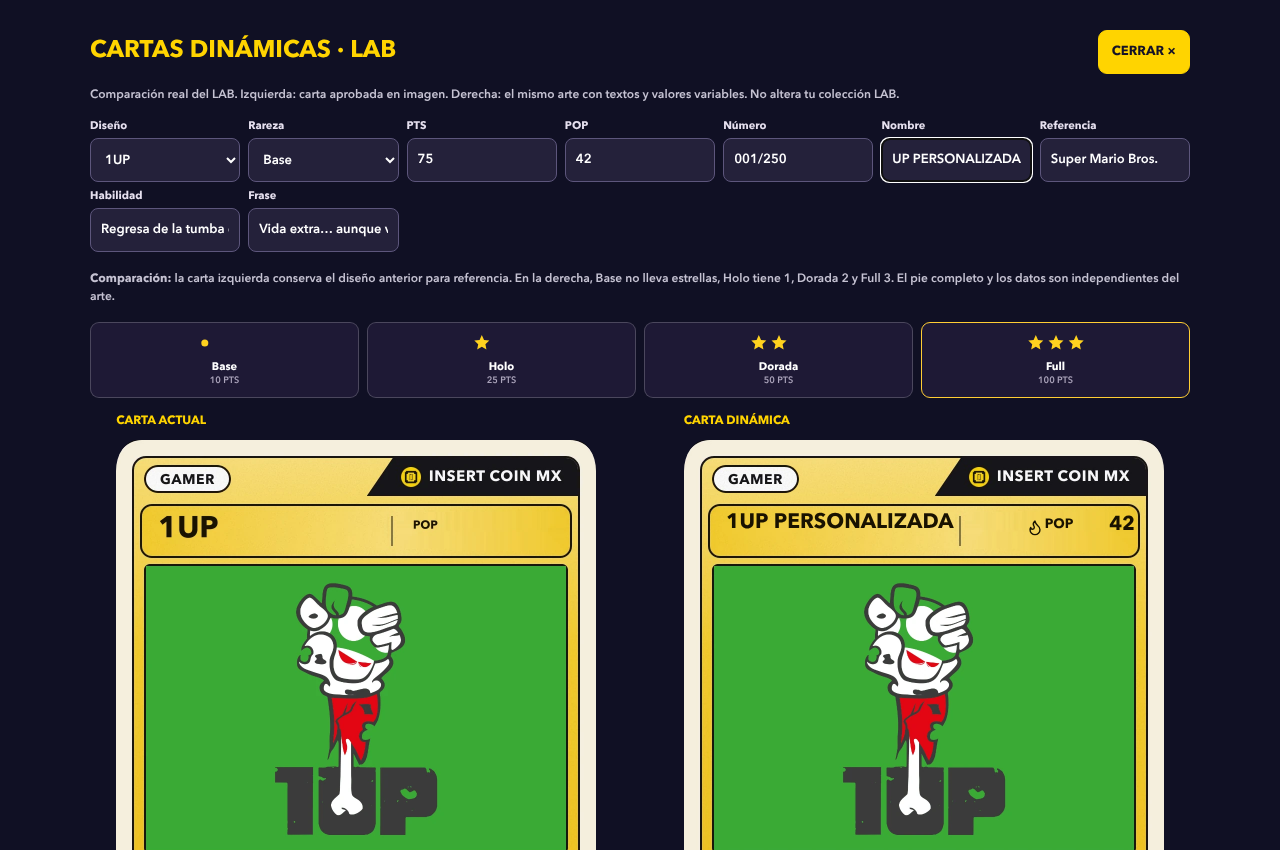 CARTAS DINÁMICAS · LAB
CERRAR ×
Comparación real del LAB. Izquierda: carta aprobada en imagen. Derecha: el mismo arte con textos y valores variables. No altera tu colección LAB.
Diseño Rareza PTS POP Número Nombre Referencia
1UP Base 75 42 001/250 UP PERSONALIZADA Super Mario Bros.
Habilidad Frase
Regresa de la tumba Vida extra… aunque
Comparación: la carta izquierda conserva el diseño anterior para referencia. En la derecha, Base no lleva estrellas, Holo tiene 1, Dorada 2 y Full 3. El pie completo y los datos son independientes del
arte.
Base Holo Dorada Full
10 PTS 25 PTS 50 PTS 100 PTS
CARTA ACTUAL
GAMER INSERT COIN MX
1UP POP
1UP
CARTA DINÁMICA
GAMER INSERT COIN MX
1UP PERSONALIZADA POP 42
1UP